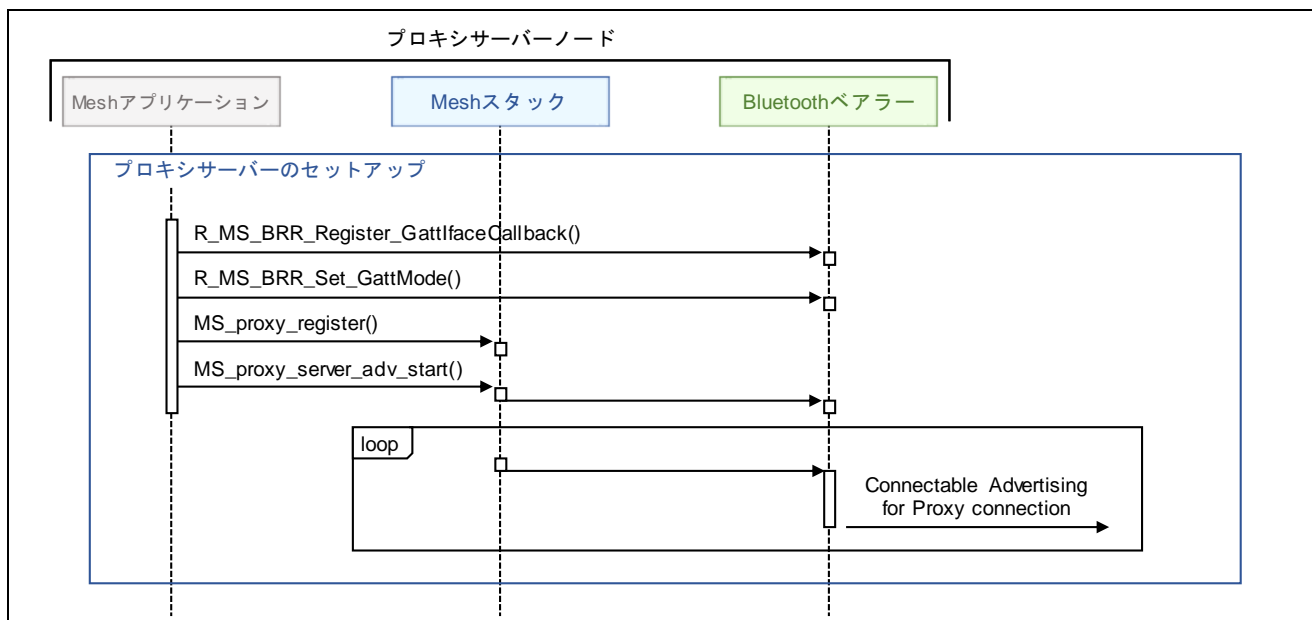 プロキシサーバーノード
Meshアプリケーション
Meshスタック
Bluetoothベアラー
プロキシサーバーのセットアップ
R_MS_BRR_Register_GattIfaceCallback()
R_MS_BRR_Set_GattMode()
MS_proxy_register()
MS_proxy_server_adv_start()
loop
Connectable Advertising
for Proxy connection